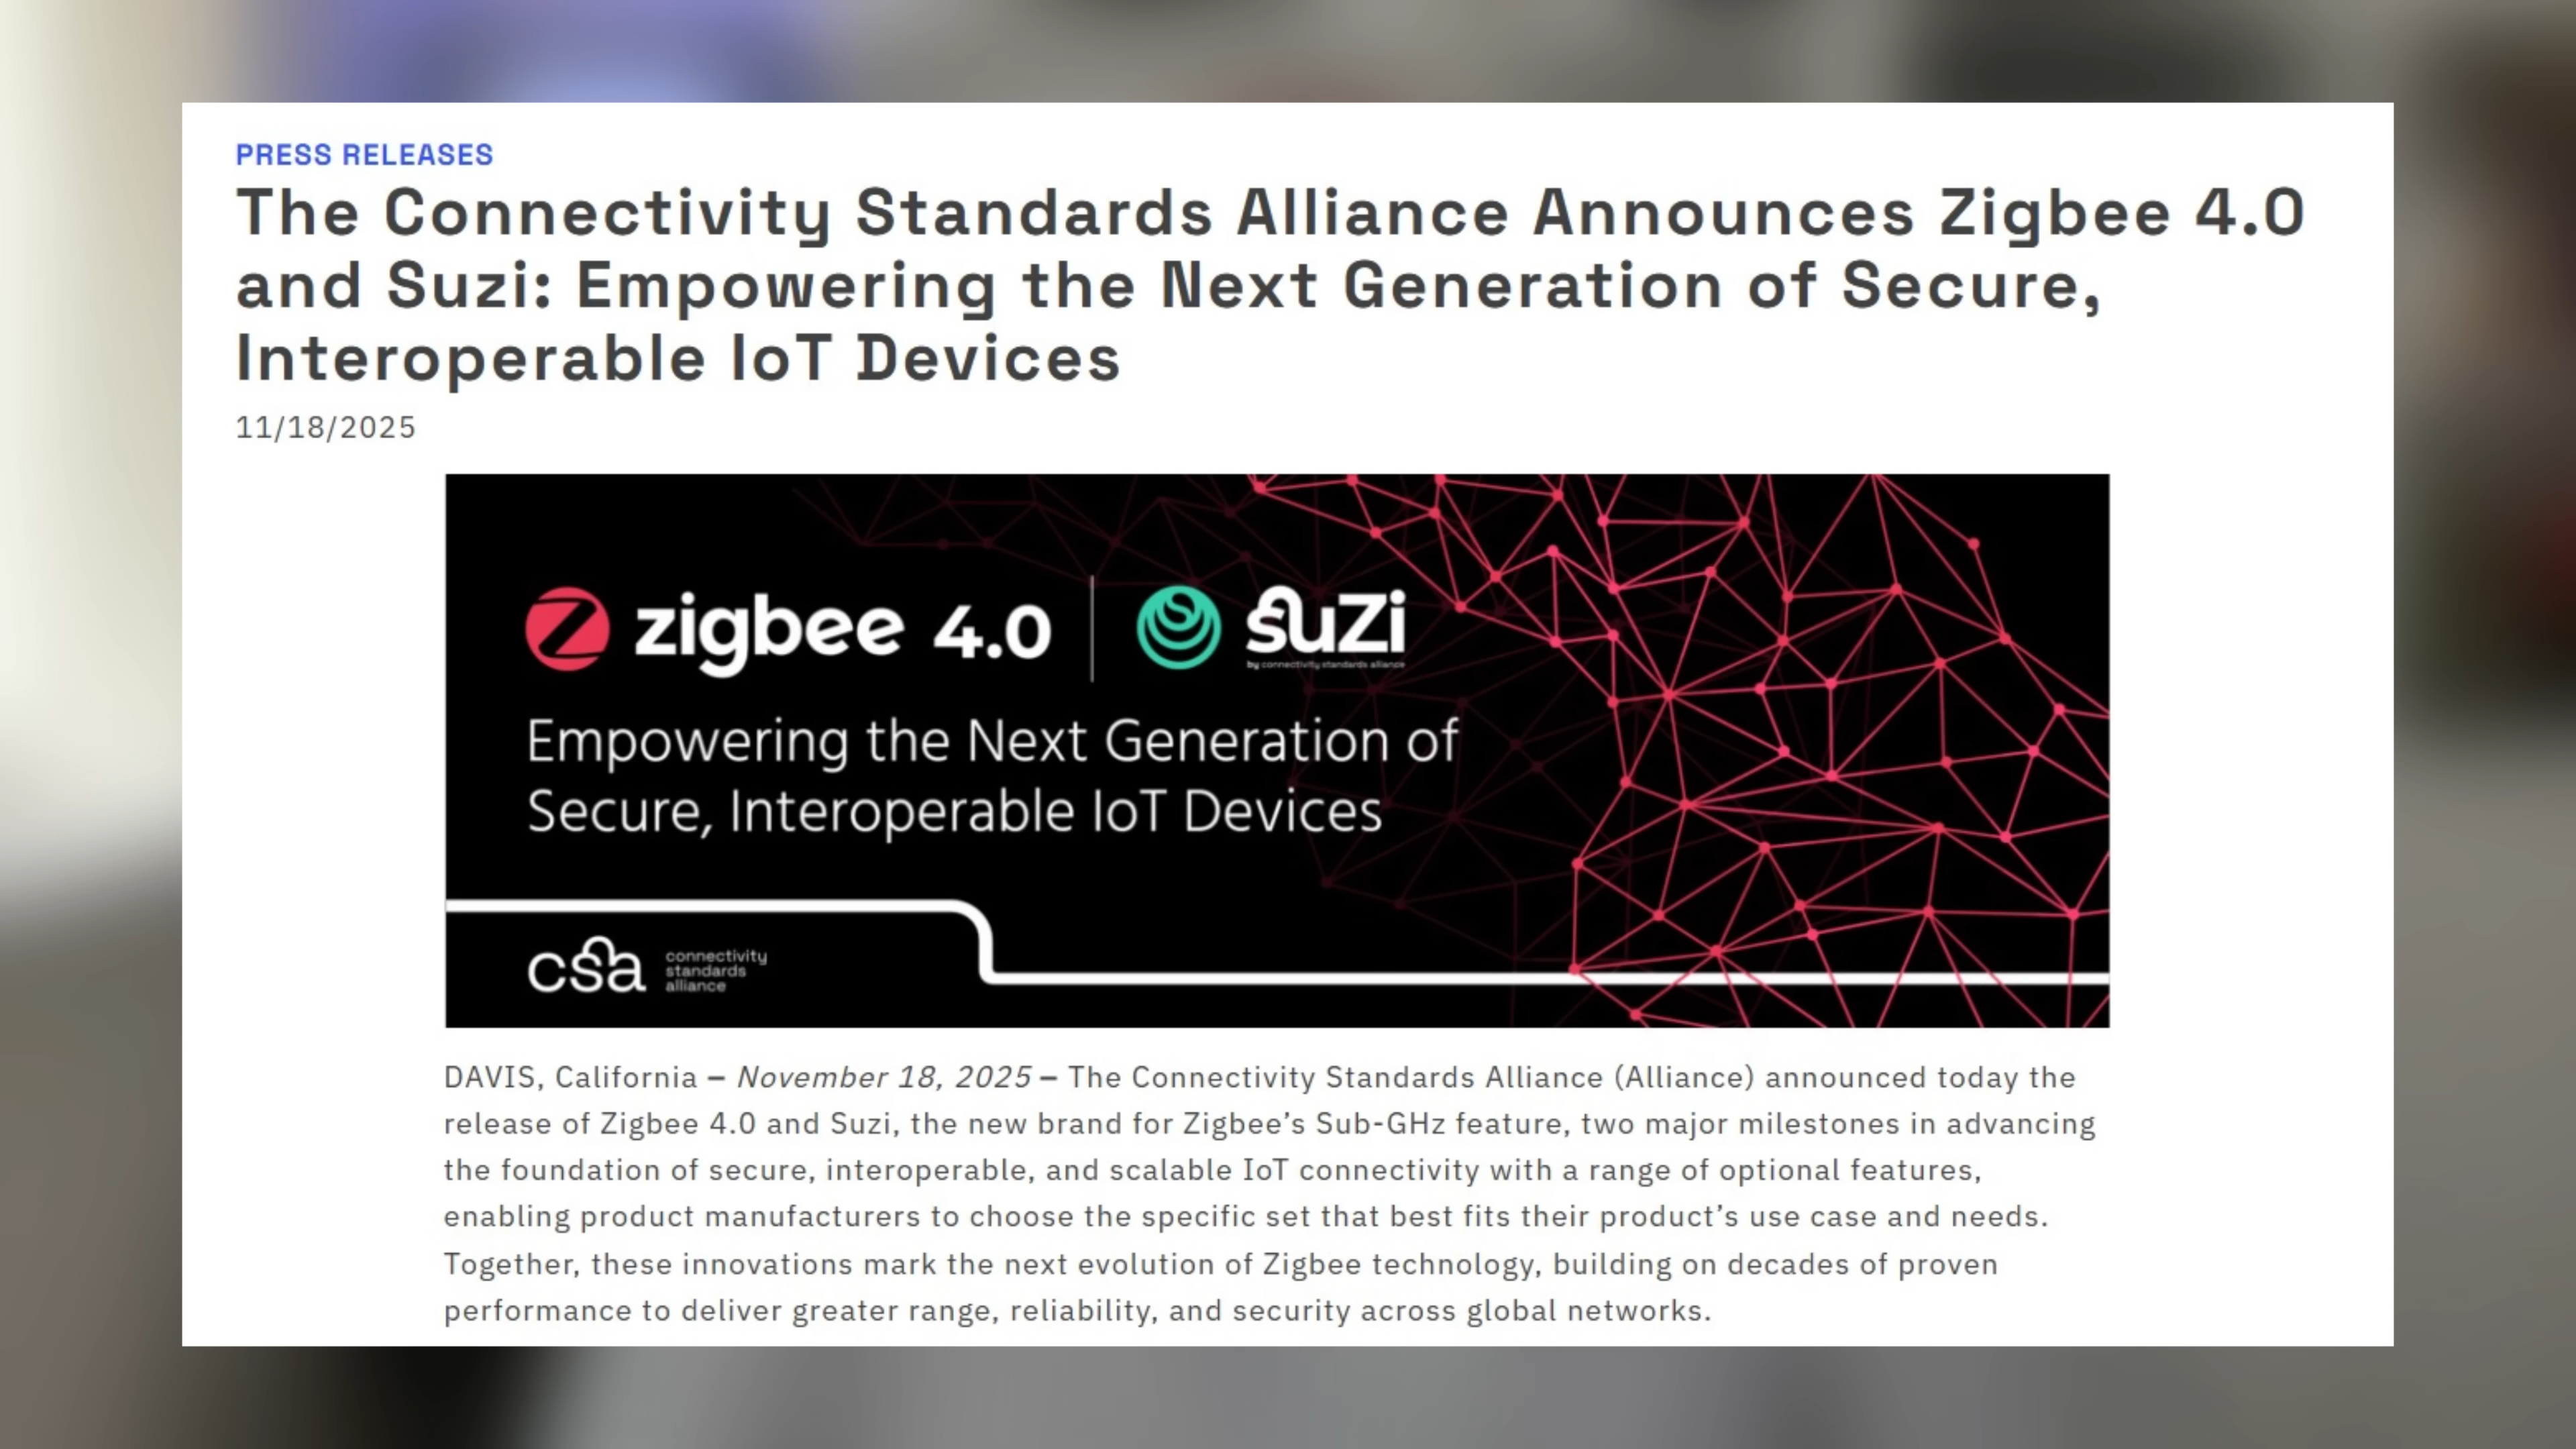 PRESS RELEASES
The Connectivity Standards Alliance Announces Zigbee 4.0
and Suzi: Empowering the Next Generation of Secure,
Interoperable IoT Devices
11/18/2025
zigbee 4.0
suzi
by connectivity standards alliance
Empowering the Next Generation of
Secure, Interoperable IoT Devices
csa
connectivity
standards
alliance
DAVIS, California – November 18, 2025 – The Connectivity Standards Alliance (Alliance) announced today the
release of Zigbee 4.0 and Suzi, the new brand for Zigbee’s Sub-GHz feature, two major milestones in advancing
the foundation of secure, interoperable, and scalable IoT connectivity with a range of optional features,
enabling product manufacturers to choose the specific set that best fits their product’s use case and needs.
Together, these innovations mark the next evolution of Zigbee technology, building on decades of proven
performance to deliver greater range, reliability, and security across global networks.